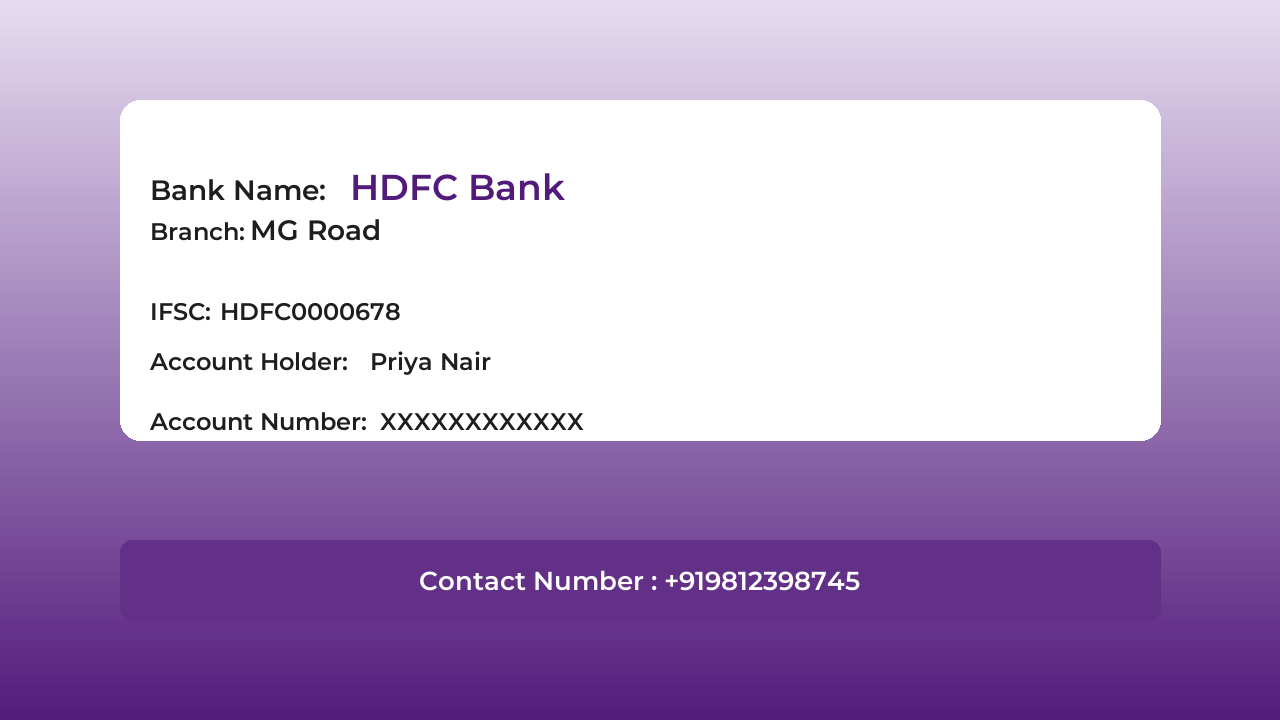 Bank Name: HDFC Bank
Branch: MG Road
IFSC: HDFC0000678
Account Holder: Priya Nair
Account Number: XXXXXXXXXXXX
Contact Number : +919812398745